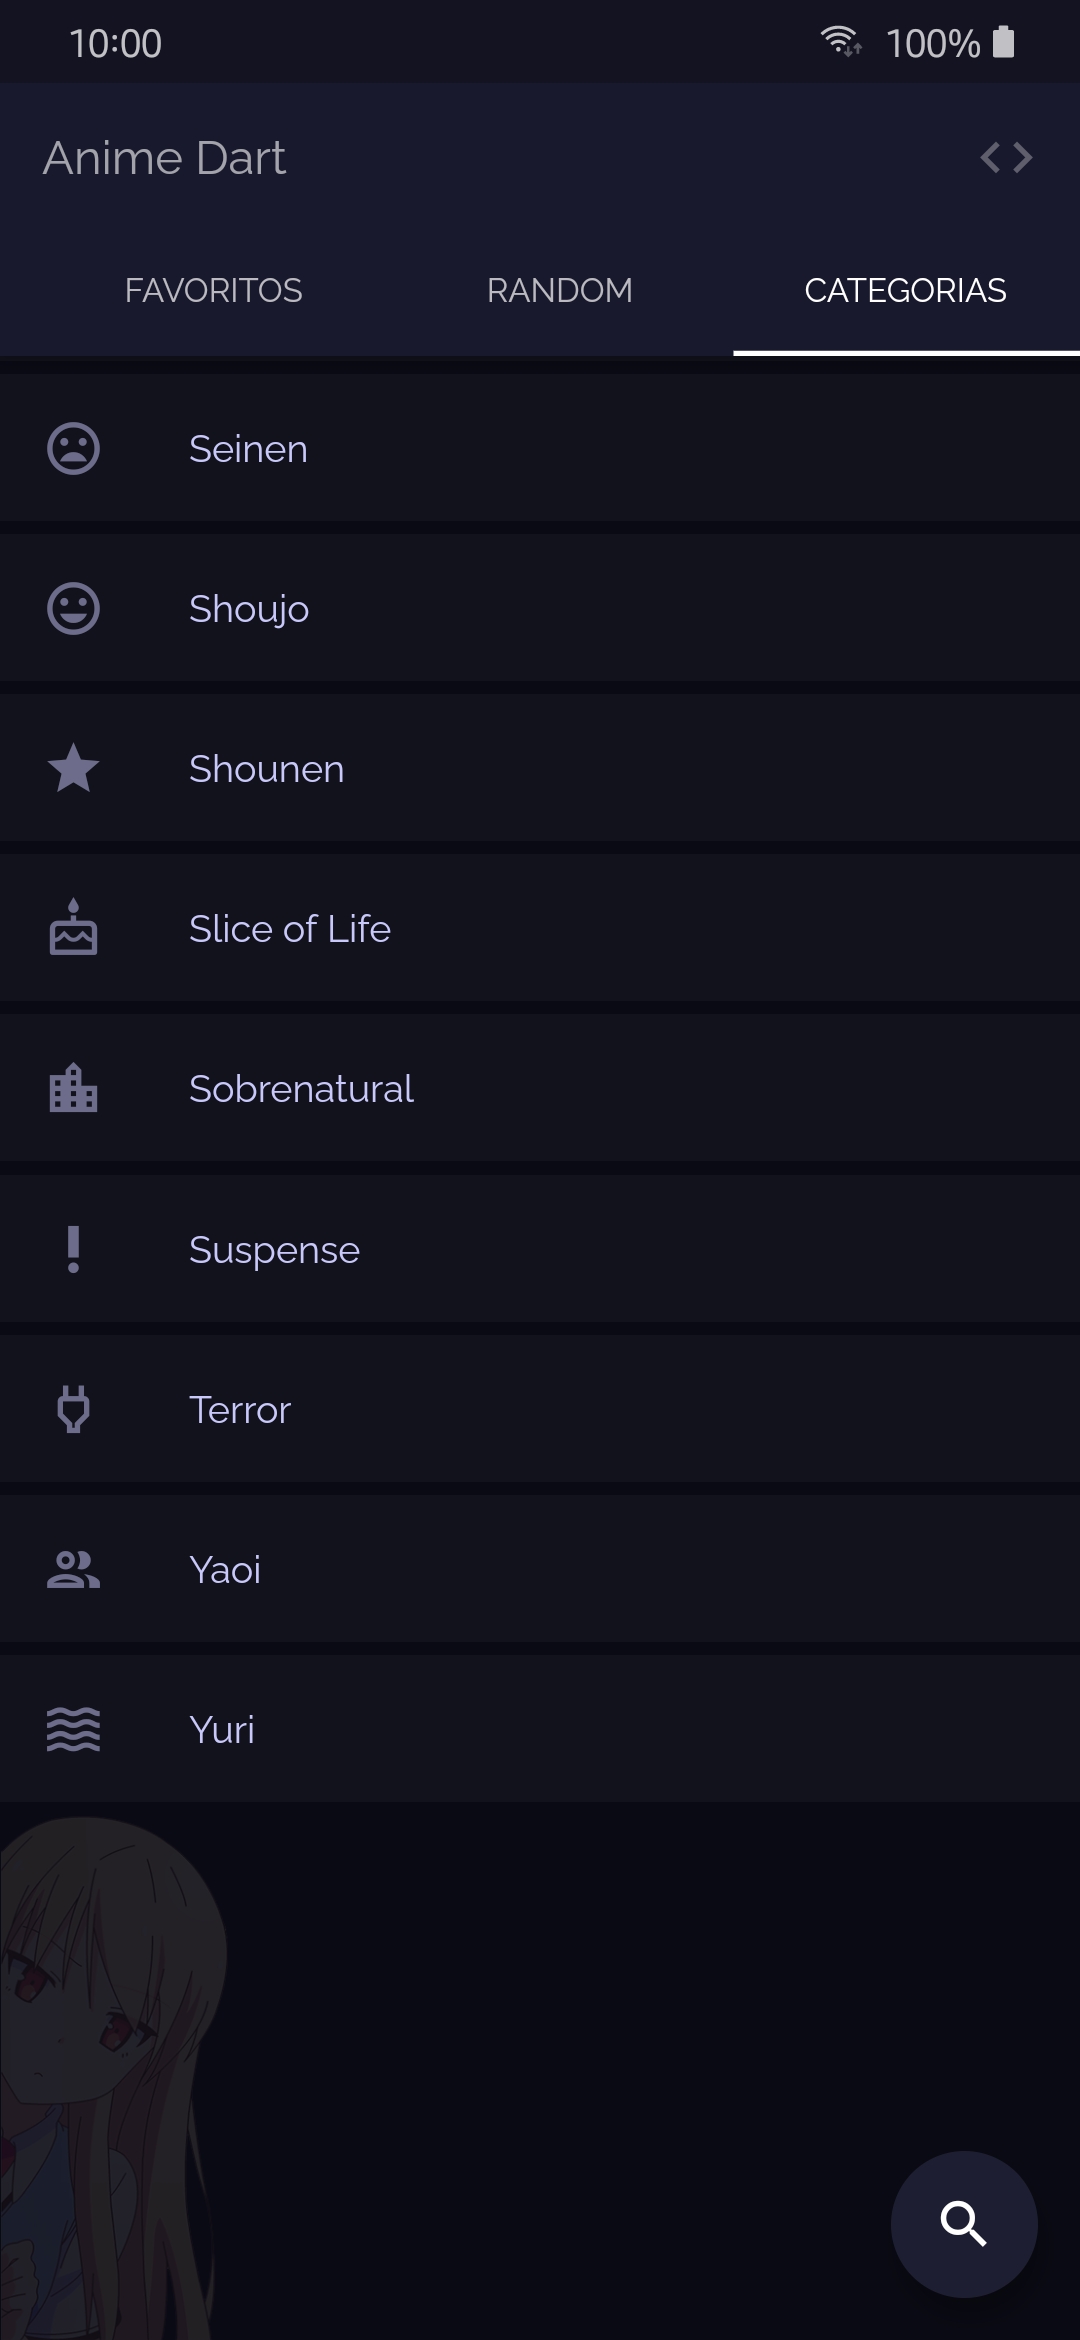 10:00 100%
Anime Dart
FAVORITOS RANDOM CATEGORIAS
Seinen
Shoujo
Shounen
Slice of Life
Sobrenatural
Suspense
Terror
Yaoi
Yuri